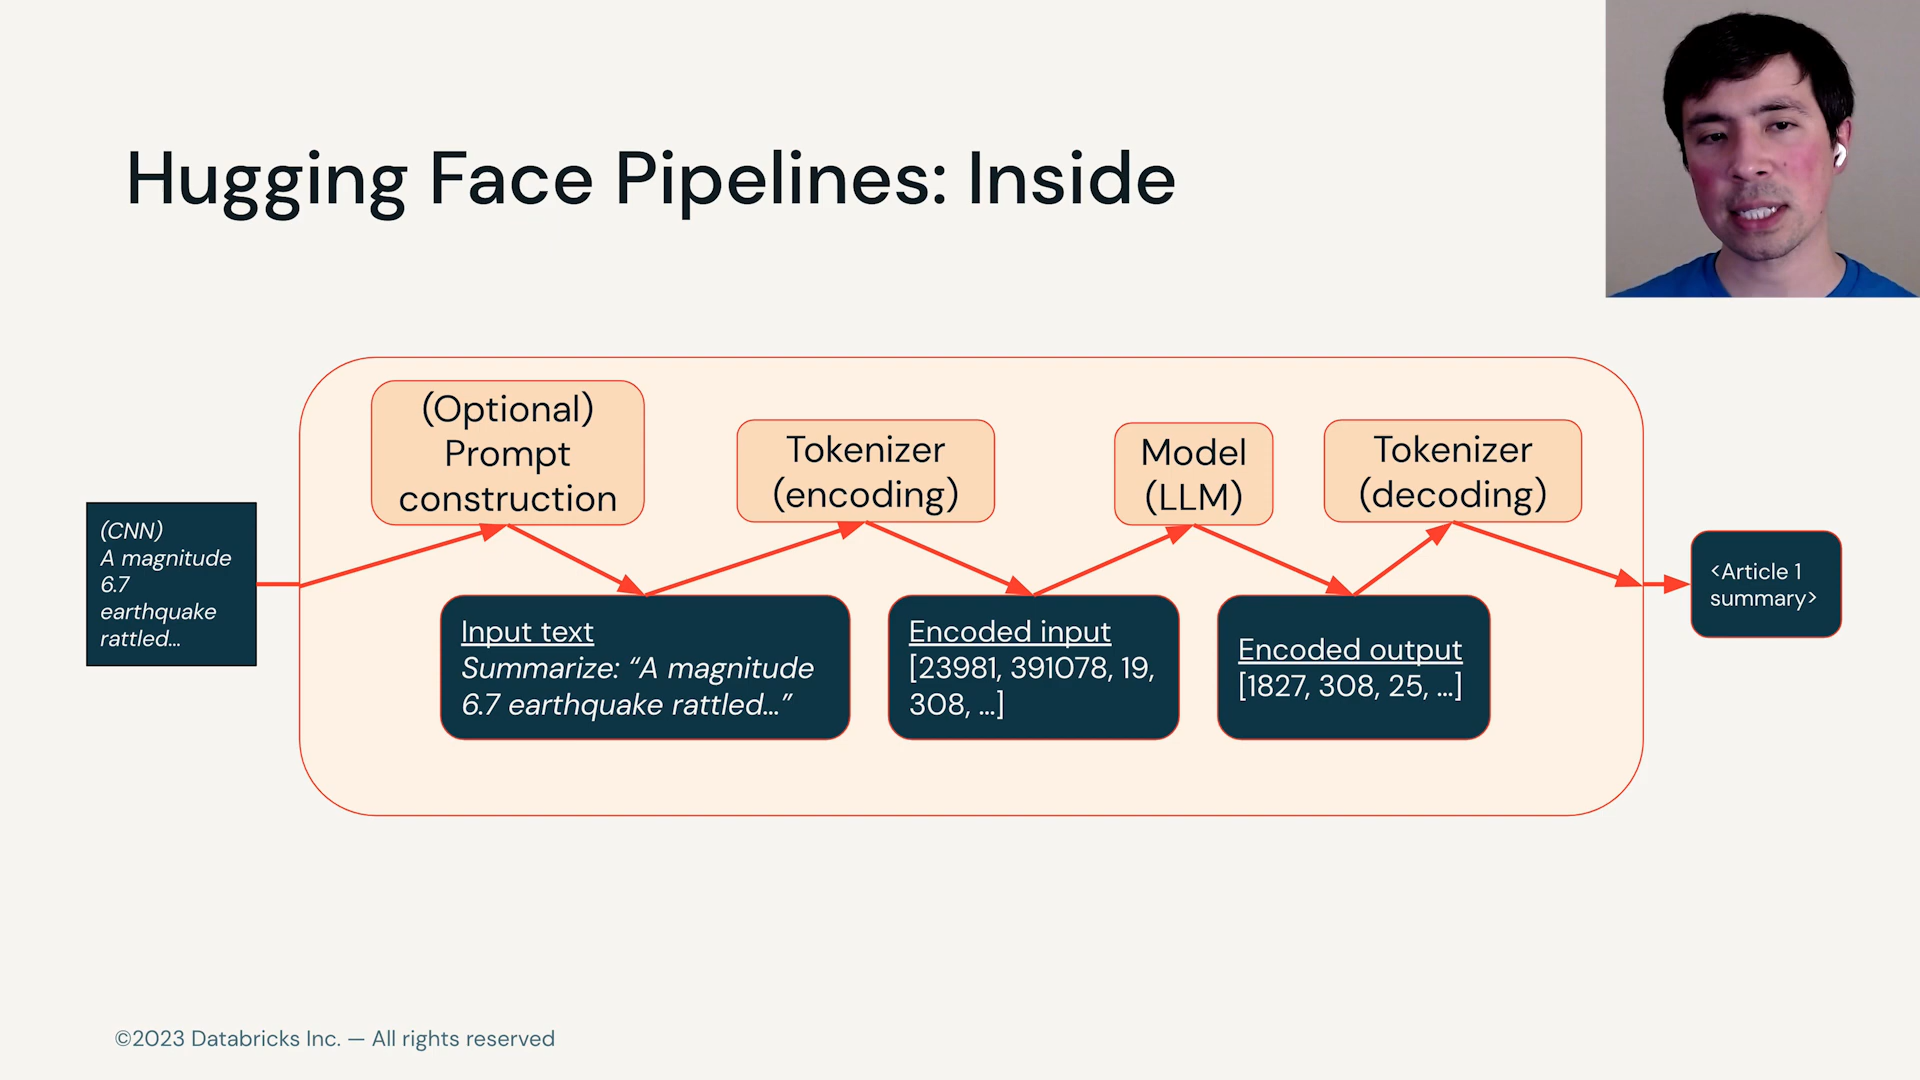 Hugging Face Pipelines: Inside
(Optional)
Prompt
construction
Tokenizer
(encoding)
Model
(LLM)
Tokenizer
(decoding)
(CNN)
A magnitude
6.7
earthquake
rattled...
Input text
Summarize: “A magnitude
6.7 earthquake rattled...”
Encoded input
[23981, 391078, 19,
308, ...]
Encoded output
[1827, 308, 25, ...]
<Article 1
summary>
©2023 Databricks Inc. — All rights reserved